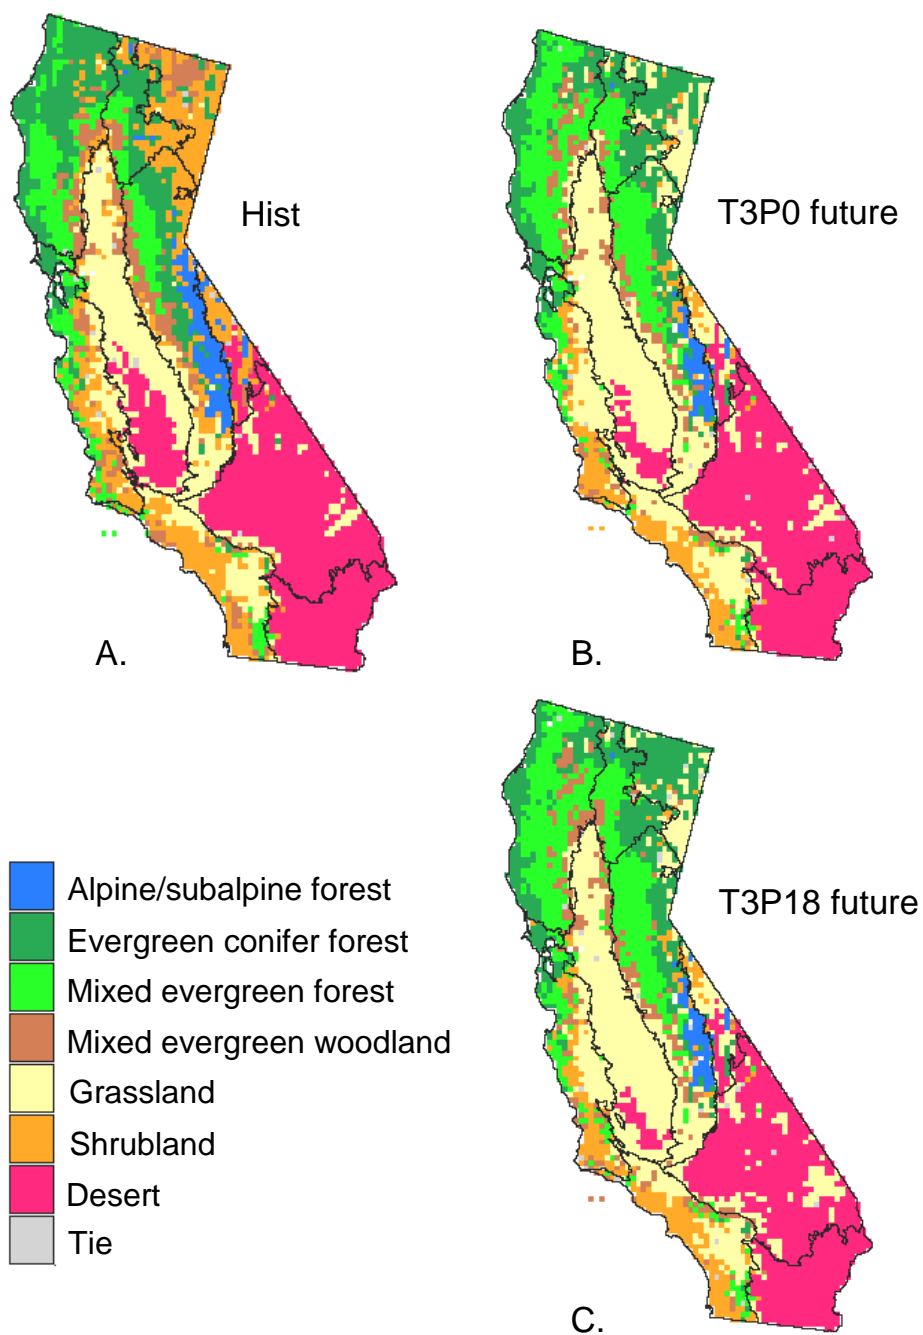 Hist
T3P0 future
A.
B.
Alpine/subalpine forest
Evergreen conifer forest
Mixed evergreen forest
Mixed evergreen woodland
Grassland
Shrubland
Desert
Tie
T3P18 future
C.